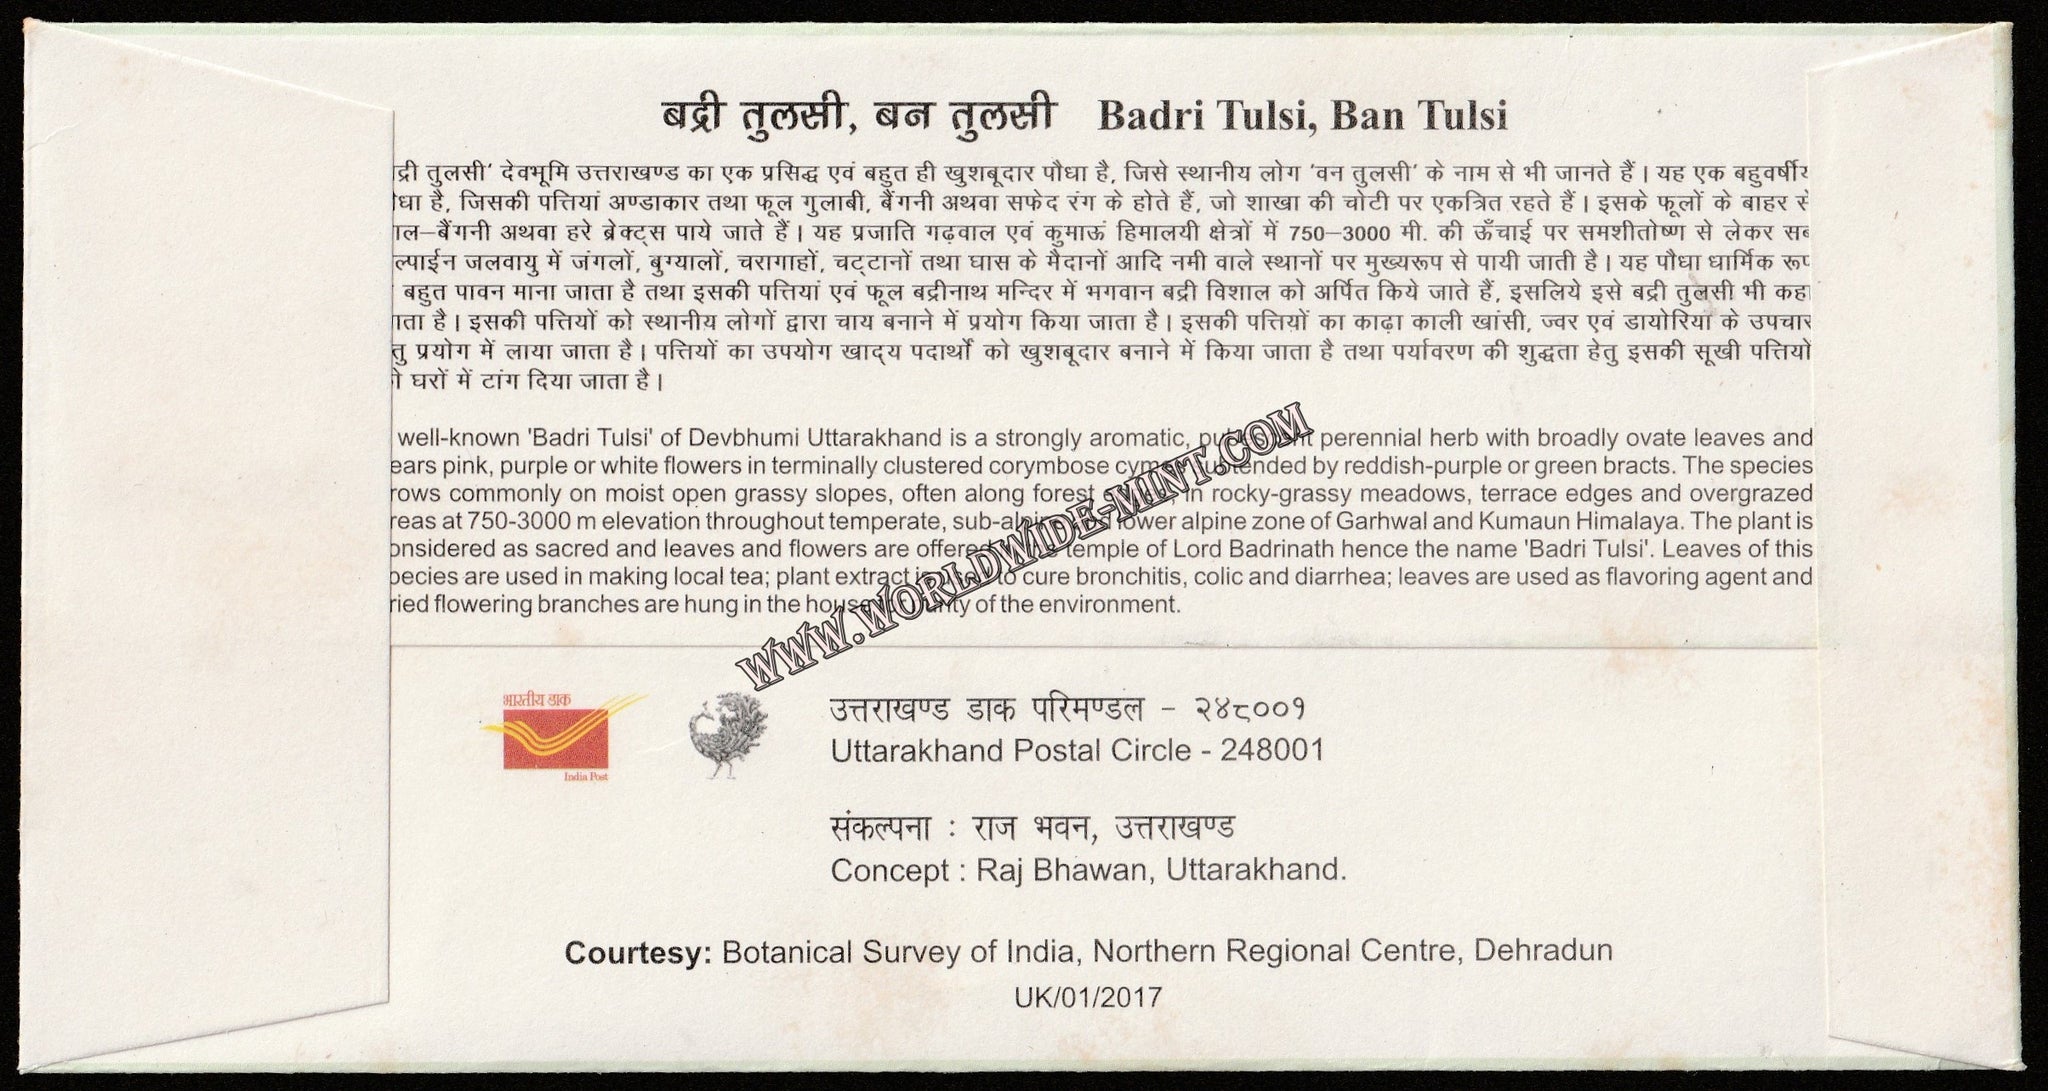 बद्री तुलसी, बन तुलसी Badri Tulsi, Ban Tulsi
तुलसी' देवभूमि उत्तराखण्ड का एक प्रसिद्ध एवं बहुत ही खुशबूदार पौधा है, जिसे स्थानीय लोग 'वन तुलसी' के नाम से भी जानते हैं। यह एक
है, जिसकी पत्तियां अण्डाकार तथा फूल गुलाबी, बैंगनी अथवा सफेद रंग के होते हैं, जो शाखा की चोटी पर एकत्रित रहते हैं। इसके फूलों के बाहर से
अथवा हरे ब्रेक्ट्स पाये जाते हैं। यह प्रजाति गढ़वाल एवं कुमाऊं हिमालयी क्षेत्रों में 750–3000 मी. की ऊँचाई पर समशीतोष्ण से लेकर
जलवायु में जंगलों, बुग्यालों, चरागाहों, चट्टानों तथा घास के मैदानों आदि नमी वाले स्थानों पर मुख्यरूप से पायी जाती है। यह पौधा धार्मिक
बहुत पावन माना जाता है तथा इसकी पत्तियां एवं फूल बद्रीनाथ मन्दिर में भगवान बद्री विशाल को अर्पित किये जाते हैं, इसलिये इसे बद्री तुलसी भी कहा
है। इसकी पत्तियों को स्थानीय लोगों द्वारा चाय बनाने में प्रयोग किया जाता है। इसकी पत्तियों का काढ़ा काली खांसी, ज्वर एवं डायोरिया के उपचार
प्रयोग में लाया जाता है। पत्तियों का उपयोग खाद्य पदार्थों को खुशबूदार बनाने में किया जाता है तथा पर्यावरण की शुद्धता हेतु इसकी सूखी पत्तियों
घरों में टांग दिया जाता है।
well-known 'Badri Tulsi' of Devbhumi Uttarakhand is a strongly aromatic, perennial herb with broadly ovate leaves and
ears pink, purple or white flowers in terminally clustered corymbose subtended by reddish-purple or green bracts. The species
rows commonly on moist open grassy slopes, often along forest in rocky-grassy meadows, terrace edges and overgrazed
reas at 750-3000 m elevation throughout temperate, lower alpine zone of Garhwal and Kumaun Himalaya. The plant is
onsidered as sacred and leaves and flowers are offered temple of Lord Badrinath hence the name 'Badri Tulsi'. Leaves of this
pecies are used in making local tea; plant extract to cure bronchitis, colic and diarrhea; leaves are used as flavoring agent and
ried flowering branches are hung in the of the environment.
WWW.WORLDWIDE-MINT.COM
भारतीय डाक
India Post
उत्तराखण्ड डाक परिमण्डल – २४८००१
Uttarakhand Postal Circle - 248001
संकल्पना : राज भवन, उत्तराखण्ड
Concept : Raj Bhawan, Uttarakhand.
Courtesy: Botanical Survey of India, Northern Regional Centre, Dehradun
UK/01/2017